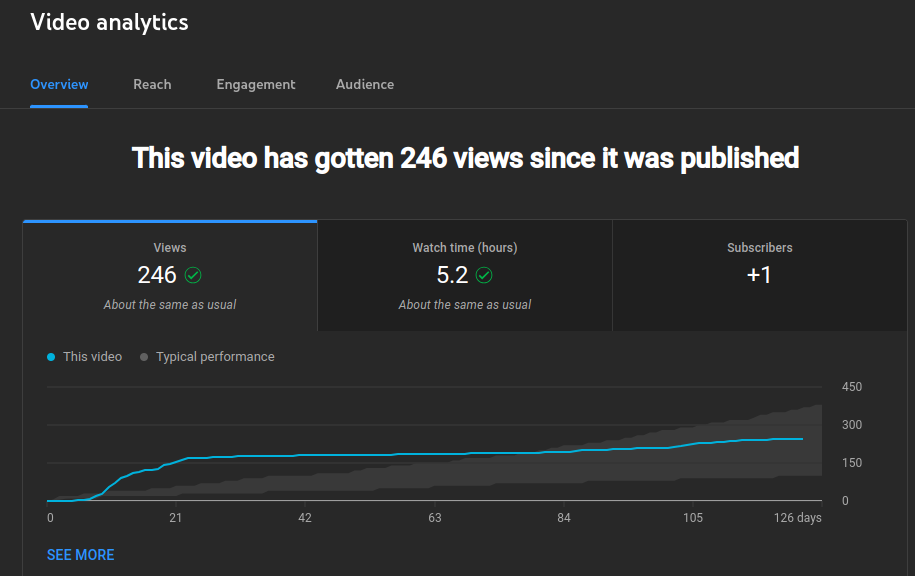 Video analytics
Overview Reach Engagement Audience
This video has gotten 246 views since it was published
Views Watch time (hours) Subscribers
246 5.2 +1
About the same as usual About the same as usual
This video Typical performance
450
300
150
0
0 21 42 63 84 105 126 days
SEE MORE